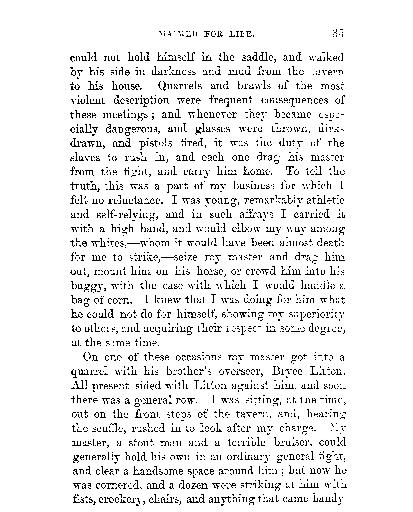 MAIMED FOR LIFE. 35
could not hold himself in the saddle, and walked
by his side in darkness and mud from the tavern
to his house. Quarrels and brawls of the most
violent description were frequent consequences of
these meetings; and whenever they became espe-
cially dangerous, and glasses were thrown, dirks
drawn, and pistols fired, it was the duty of the
slaves to rush in, and each one drag his master
from the fight, and carry him home. To tell the
truth, this was a part of my business for which I
felt no reluctance. I was young, remarkably athletic
and self-relying, and in such affrays I carried it
with a high hand, and would elbow my way among
the whites,—whom it would have been almost death
for me to strike,—seize my master and drag him
out, mount him on his horse, or crowd him into his
buggy, with the ease with which I would handle a
bag of corn. I knew that I was doing for him what
he could not do for himself, showing my superiority
to others, and acquiring their respect in some degree,
at the same time.
On one of these occasions my master got into a
quarrel with his brother's overseer, Bryce Litton.
All present sided with Litton against him, and soon
there was a general row. I was sitting, at the time,
out on the front steps of the tavern, and, hearing
the scuffle, rushed in to look after my charge. My
master, a stout man and a terrible bruiser, could
generally hold his own in an ordinary general fight,
and clear a handsome space around him; but now he
was cornered, and a dozen were striking at him with
fists, crockery, chairs, and anything that came handy